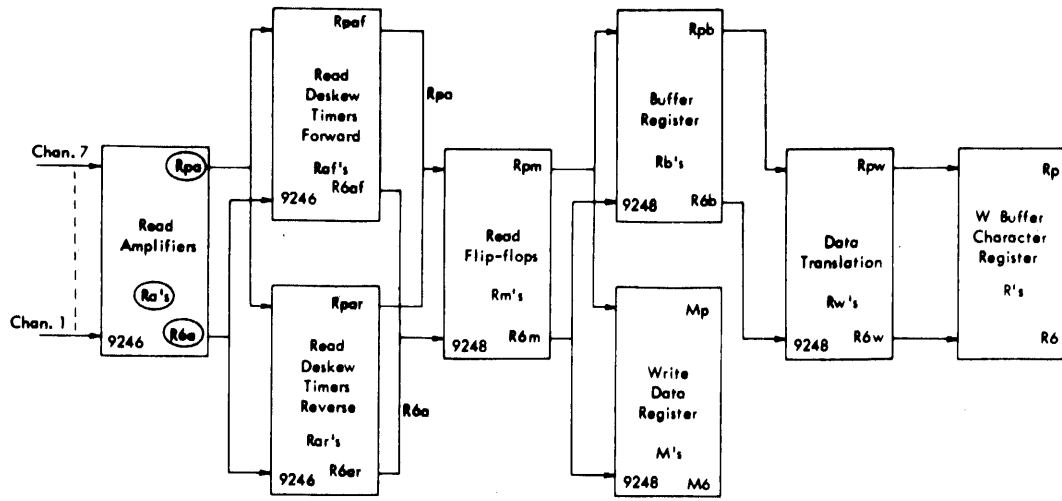 Chan. 7
Chan. 1
Rpa
Read
Amplifiers
Ra's
R6a
9246
Rpaf
Read
Deskew
Timers
Forward
Raf's
R6af
9246
Rpar
Read
Deskew
Timers
Reverse
Rar's
R6ar
9246
Rpa
R6a
Rpm
Read
Flip-flops
Rm's
R6m
9248
Rpb
Buffer
Register
Rb's
R6b
9248
Mp
Write
Data
Register
M's
9248 M6
Rpw
Data
Translation
Rw's
R6w
9248
Rp
W Buffer
Character
Register
R's
R6